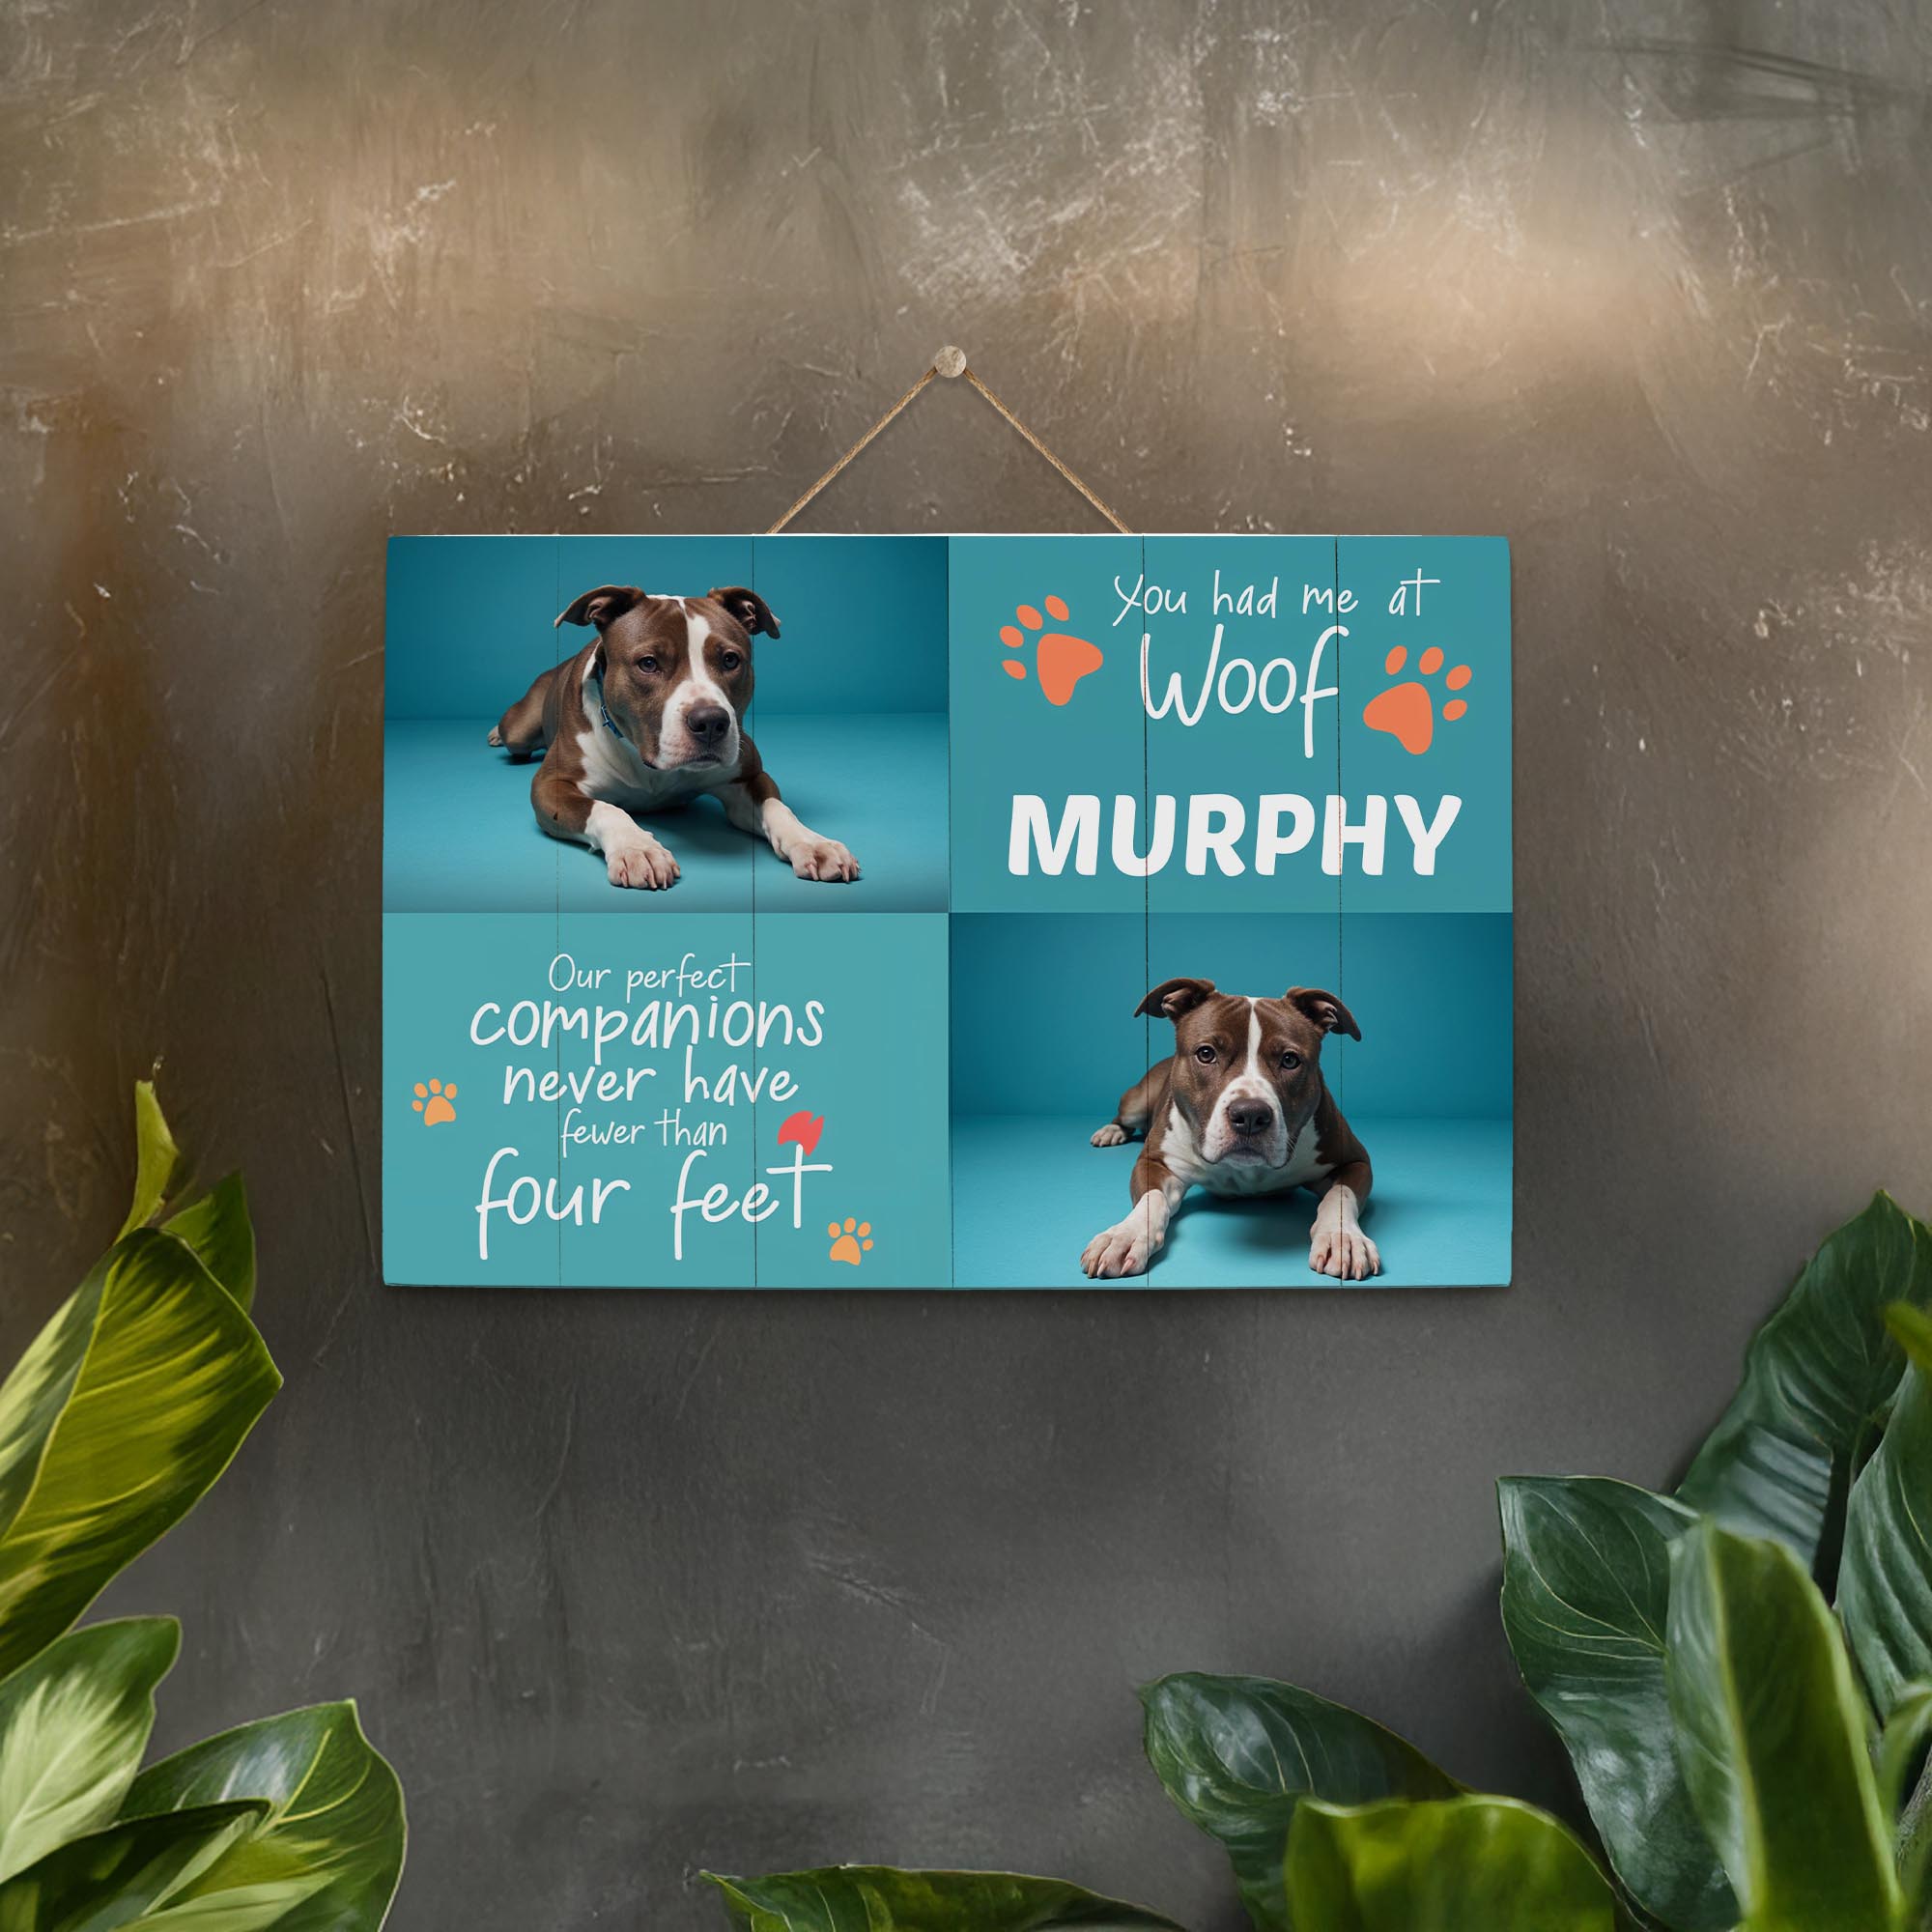 You had me at
Woof
MURPHY
Our perfect
companions
never have
fewer than
four feet